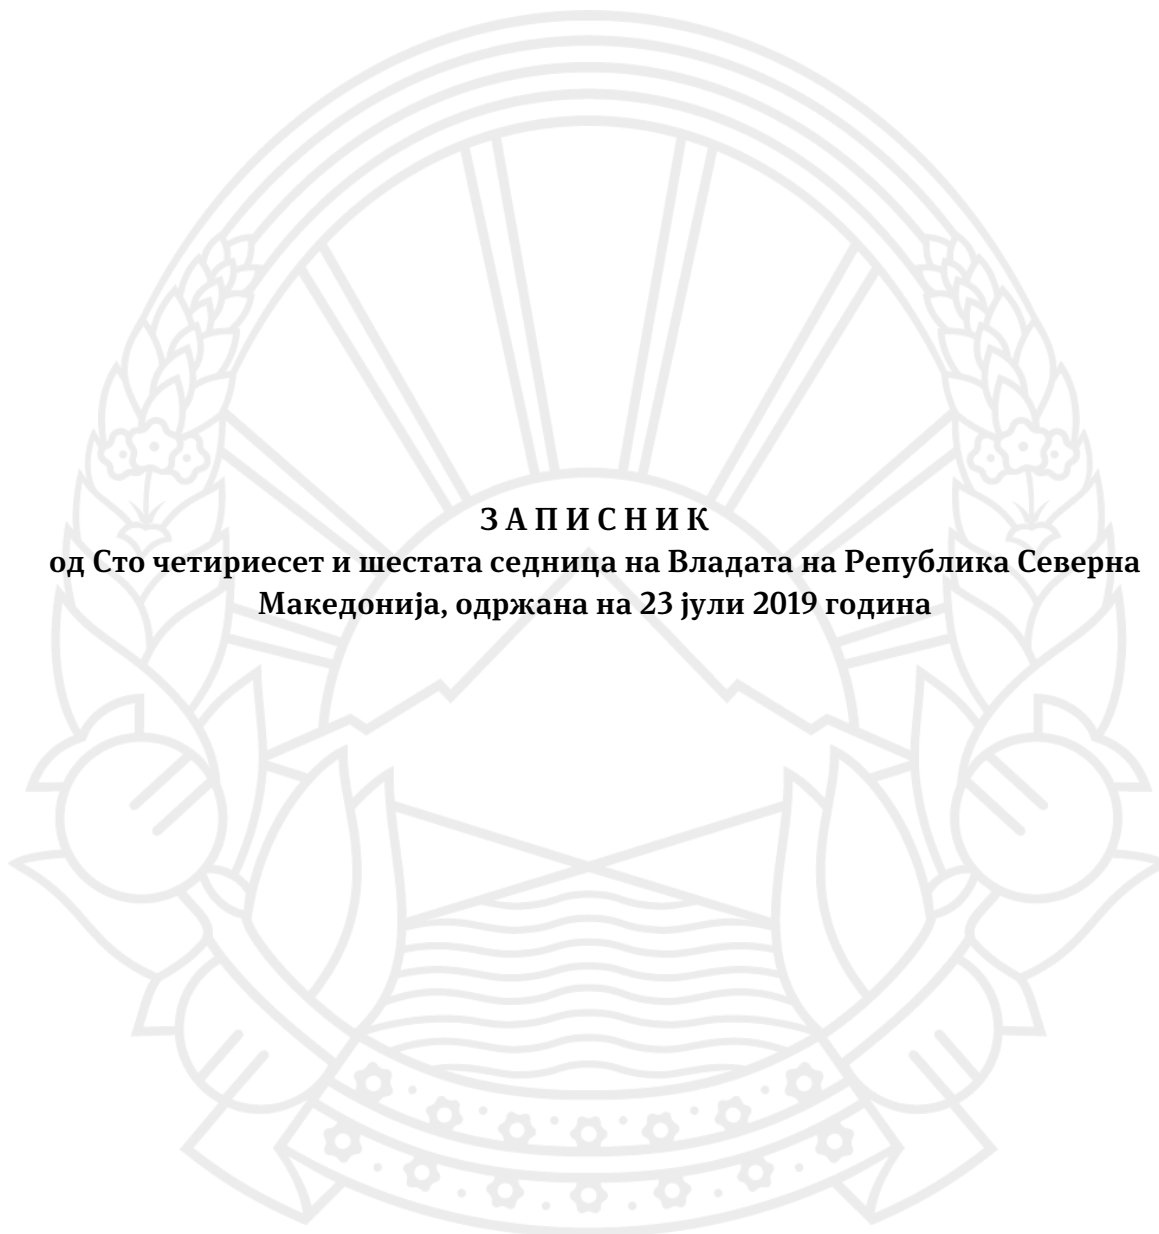 З А П И С Н И К
од Сто четириесет и шестата седница на Владата на Република Северна
Македонија, одржана на 23 јули 2019 година